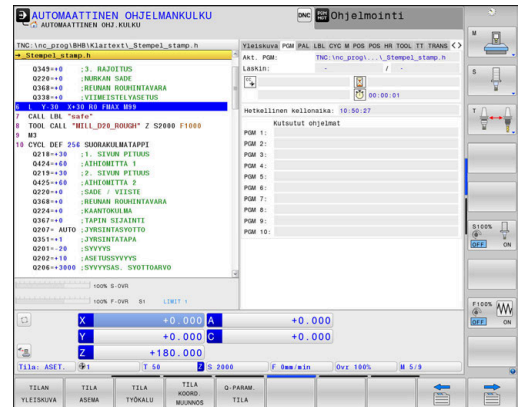 AUTOMAATTINEN OHJELMANKULKU
AUTOMAATTINEN OHJ.KULKU
DNC
Ohjelmointi
TNC:\nc_prog\BHB\Klartext\_Stempel_stamp.h
→_Stempel_stamp.h
Q349=+0 ;3. RAJOITUS
Q220=+0 ;NURKAN SADE
Q368=+0 ;REUNAN ROUHINTAVARA
Q338=+0 ;VIIMEISTELYASETUS
6 L Y-30 X+30 R0 FMAX M99
7 CALL LBL "safe"
8 TOOL CALL "MILL_D20_ROUGH" Z S2000 F1000
9 M3
10 CYCL DEF 256 SUORAKULMATAPPI
Q218=+30 ;1. SIVUN PITUUS
Q424=+60 ;AIHIOMITTA 1
Q219=+30 ;2. SIVUN PITUUS
Q425=+60 ;AIHIOMITTA 2
Q220=+0 ;SADE / VIISTE
Q368=+0 ;REUNAN ROUHINTAVARA
Q224=+0 ;KAANTOKULMA
Q367=+0 ;TAPIN SIJAINTI
Q207= AUTO ;JYRSINTASYOTTO
Q351=+1 ;JYRSINTATAPA
Q201=-20 ;SYVYYS
Q202=+10 ;ASETUSSYVYYS
Q206=+3000 ;SYVYYSAS. SYOTTOARVO
Yleiskuva PGM PAL LBL CYC M POS POS HR TOOL TT TRANS
Akt. PGM: TNC:\nc_prog\...\_Stempel_stamp.h
Laskin: - / -
00:00:01
Hetkellinen kellonaika: 10:50:27
Kutsutut ohjelmat
PGM 1:
PGM 2:
PGM 3:
PGM 4:
PGM 5:
PGM 6:
PGM 7:
PGM 8:
PGM 9:
PGM 10:
100% S-OVR
100% F-OVR S1 LIMIT 1
X +0.000 A +0.000
Y +0.000 C +0.000
Z +180.000
Tila: ASET. 1 T 50 Z S 2000 F 0mm/min Ovr 100% M 5/9
TILAN YLEISKUVA
TILA ASEMA
TILA TYÖKALU
TILA KOORD. MUUNNOS
Q-PARAM. TILA
M
S
T
S100%
OFF ON
F100%
OFF ON